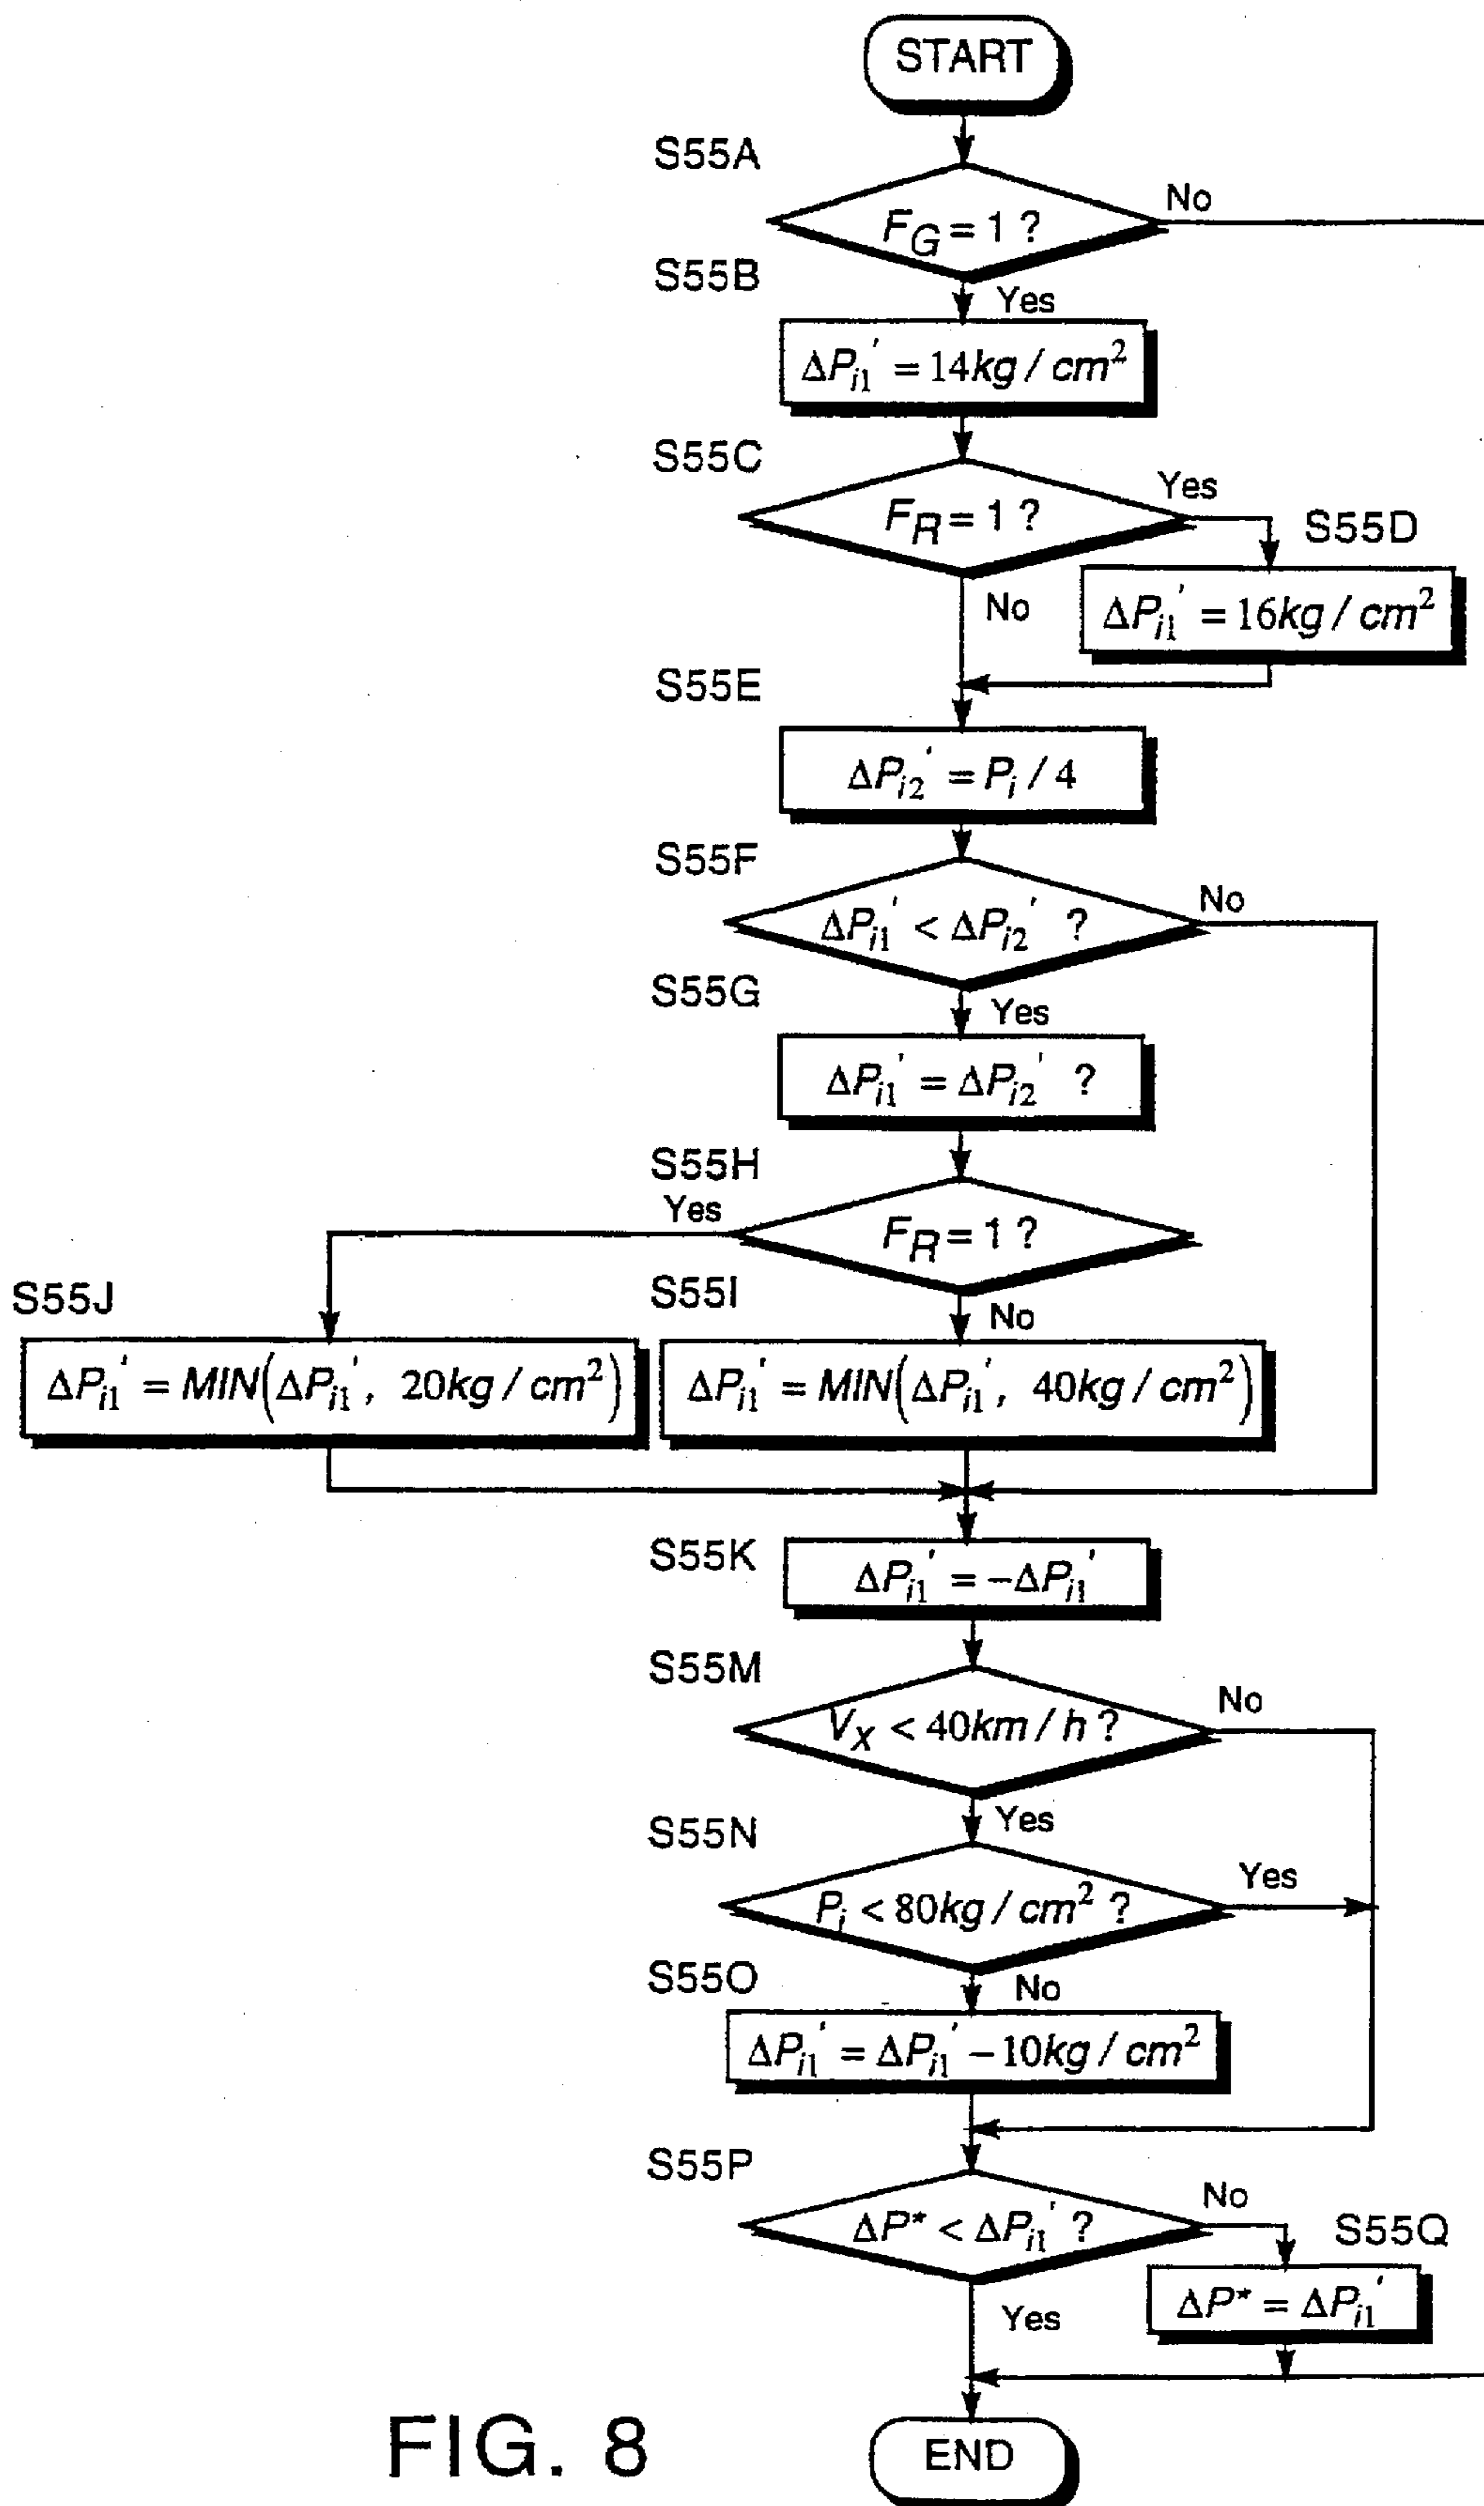 START
S55A
F_G = 1 ?
No
S55B
Yes
ΔP_i1' = 14kg / cm²
S55C
F_R = 1 ?
Yes
S55D
No
ΔP_i1' = 16kg / cm²
S55E
ΔP_i2' = P_i / 4
S55F
ΔP_i1' < ΔP_i2' ?
No
S55G
Yes
ΔP_i1' = ΔP_i2' ?
S55H
Yes
F_R = 1 ?
S55J
S55I
No
ΔP_i1' = MIN(ΔP_i1', 20kg / cm²)
ΔP_i1' = MIN(ΔP_i1', 40kg / cm²)
S55K
ΔP_i1' = −ΔP_i1'
S55M
V_X < 40km / h ?
No
S55N
Yes
P_i < 80kg / cm² ?
Yes
S55O
No
ΔP_i1' = ΔP_i1' − 10kg / cm²
S55P
ΔP* < ΔP_i1' ?
No
S55Q
Yes
ΔP* = ΔP_i1'
END
FIG. 8